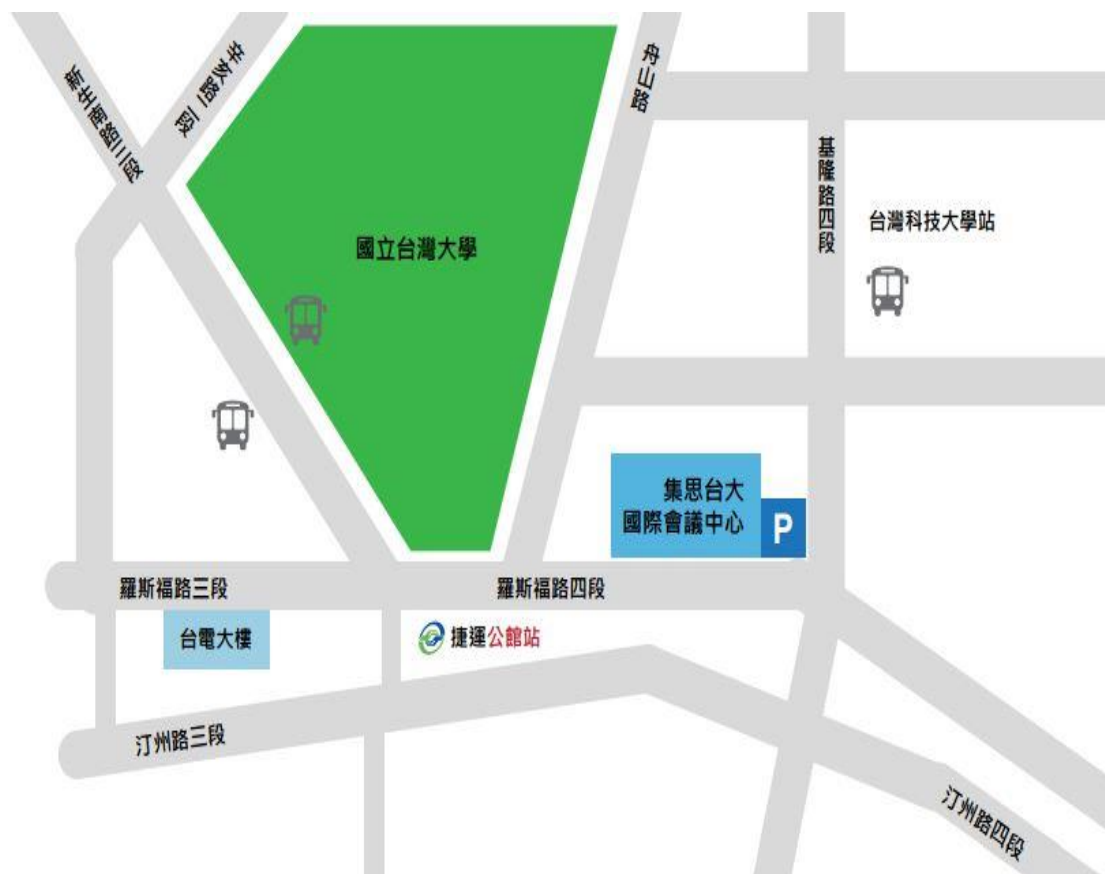 新生南路三段
辛亥路二段
舟山路
基隆路四段
國立台灣大學
台灣科技大學站
集思台大
國際會議中心
P
羅斯福路三段
羅斯福路四段
台電大樓
捷運公館站
汀州路三段
汀州路四段